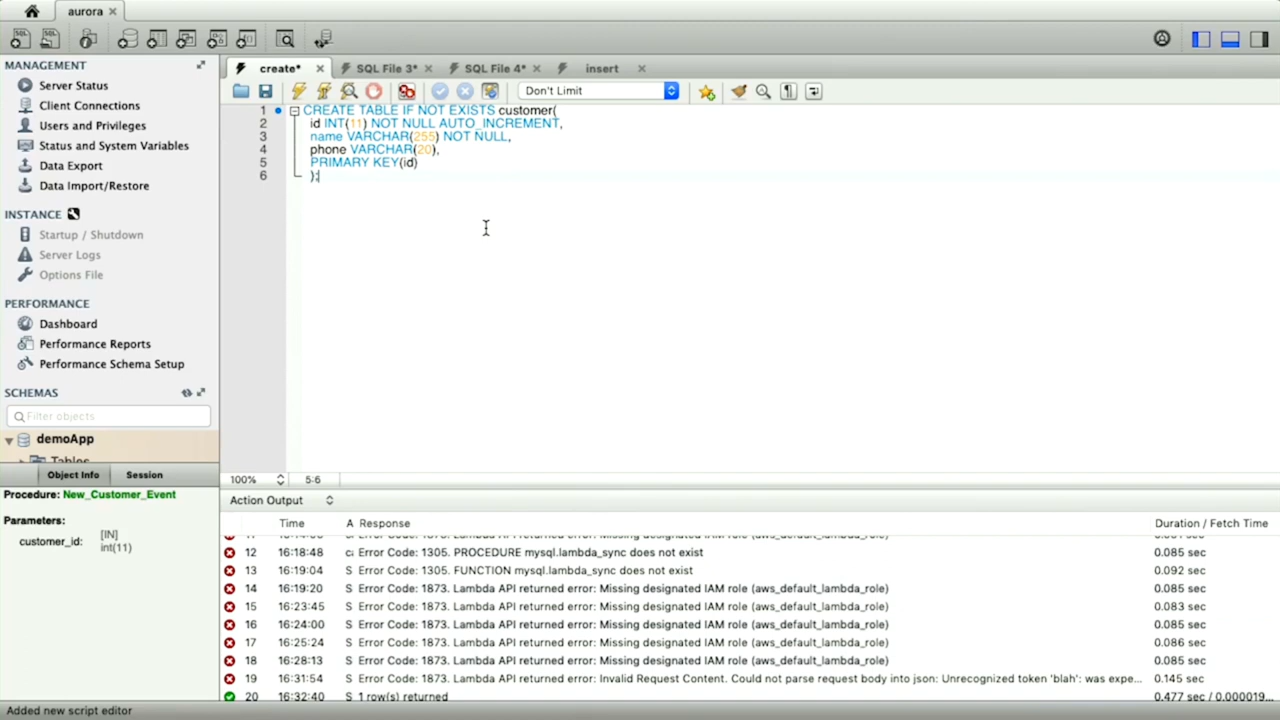 aurora
MANAGEMENT
Server Status
Client Connections
Users and Privileges
Status and System Variables
Data Export
Data Import/Restore
INSTANCE
Startup / Shutdown
Server Logs
Options File
PERFORMANCE
Dashboard
Performance Reports
Performance Schema Setup
SCHEMAS
Filter objects
demoApp
Tables
Object Info Session
Procedure: New_Customer_Event
Parameters:
customer_id: [IN]
int(11)
create* SQL File 3* SQL File 4* insert
Don't Limit
1 CREATE TABLE IF NOT EXISTS customer(
2 id INT(11) NOT NULL AUTO_INCREMENT,
3 name VARCHAR(255) NOT NULL,
4 phone VARCHAR(20),
5 PRIMARY KEY(id)
6 );
100% 5:6
Action Output
Time A Response Duration / Fetch Time
12 16:18:48 Error Code: 1305. PROCEDURE mysql.lambda_sync does not exist 0.085 sec
13 16:19:04 S Error Code: 1305. FUNCTION mysql.lambda_sync does not exist 0.092 sec
14 16:19:20 S Error Code: 1873. Lambda API returned error: Missing designated IAM role (aws_default_lambda_role) 0.085 sec
15 16:23:45 S Error Code: 1873. Lambda API returned error: Missing designated IAM role (aws_default_lambda_role) 0.083 sec
16 16:24:00 S Error Code: 1873. Lambda API returned error: Missing designated IAM role (aws_default_lambda_role) 0.085 sec
17 16:25:24 S Error Code: 1873. Lambda API returned error: Missing designated IAM role (aws_default_lambda_role) 0.086 sec
18 16:28:13 S Error Code: 1873. Lambda API returned error: Missing designated IAM role (aws_default_lambda_role) 0.085 sec
19 16:31:54 S Error Code: 1873. Lambda API returned error: Invalid Request Content. Could not parse request body into json: Unrecognized token 'blah': was expe... 0.145 sec
20 16:32:40 S 1 row(s) returned 0.477 sec / 0.000019...
Added new script editor